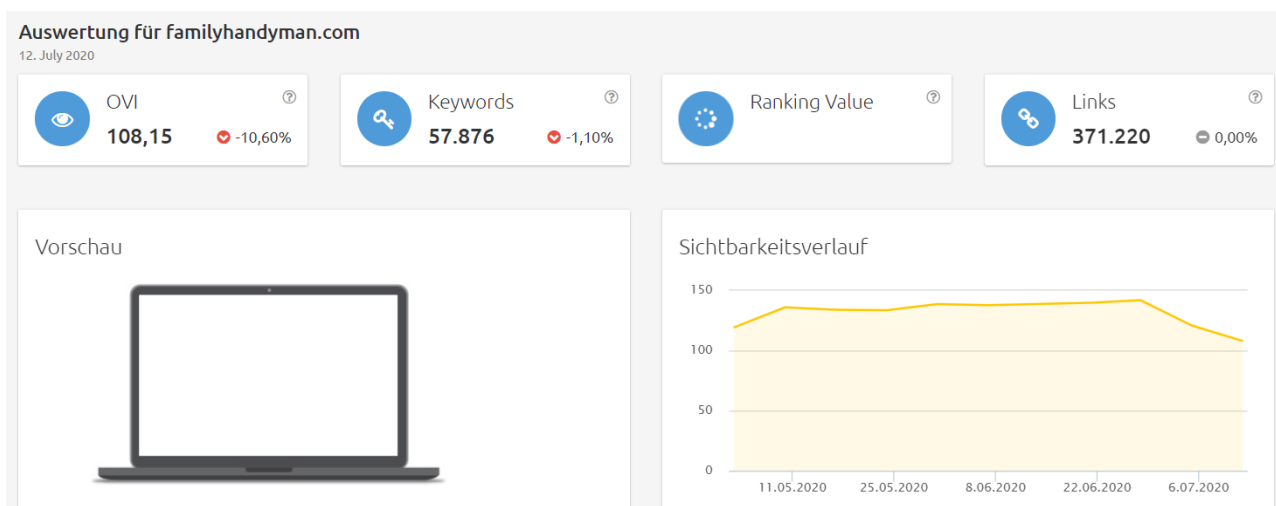 Auswertung für familyhandyman.com
12. July 2020
OVI
108,15
-10,60%
Keywords
57.876
-1,10%
Ranking Value
Links
371.220
0,00%
Vorschau
Sichtbarkeitsverlauf
150
100
50
0
11.05.2020 25.05.2020 8.06.2020 22.06.2020 6.07.2020